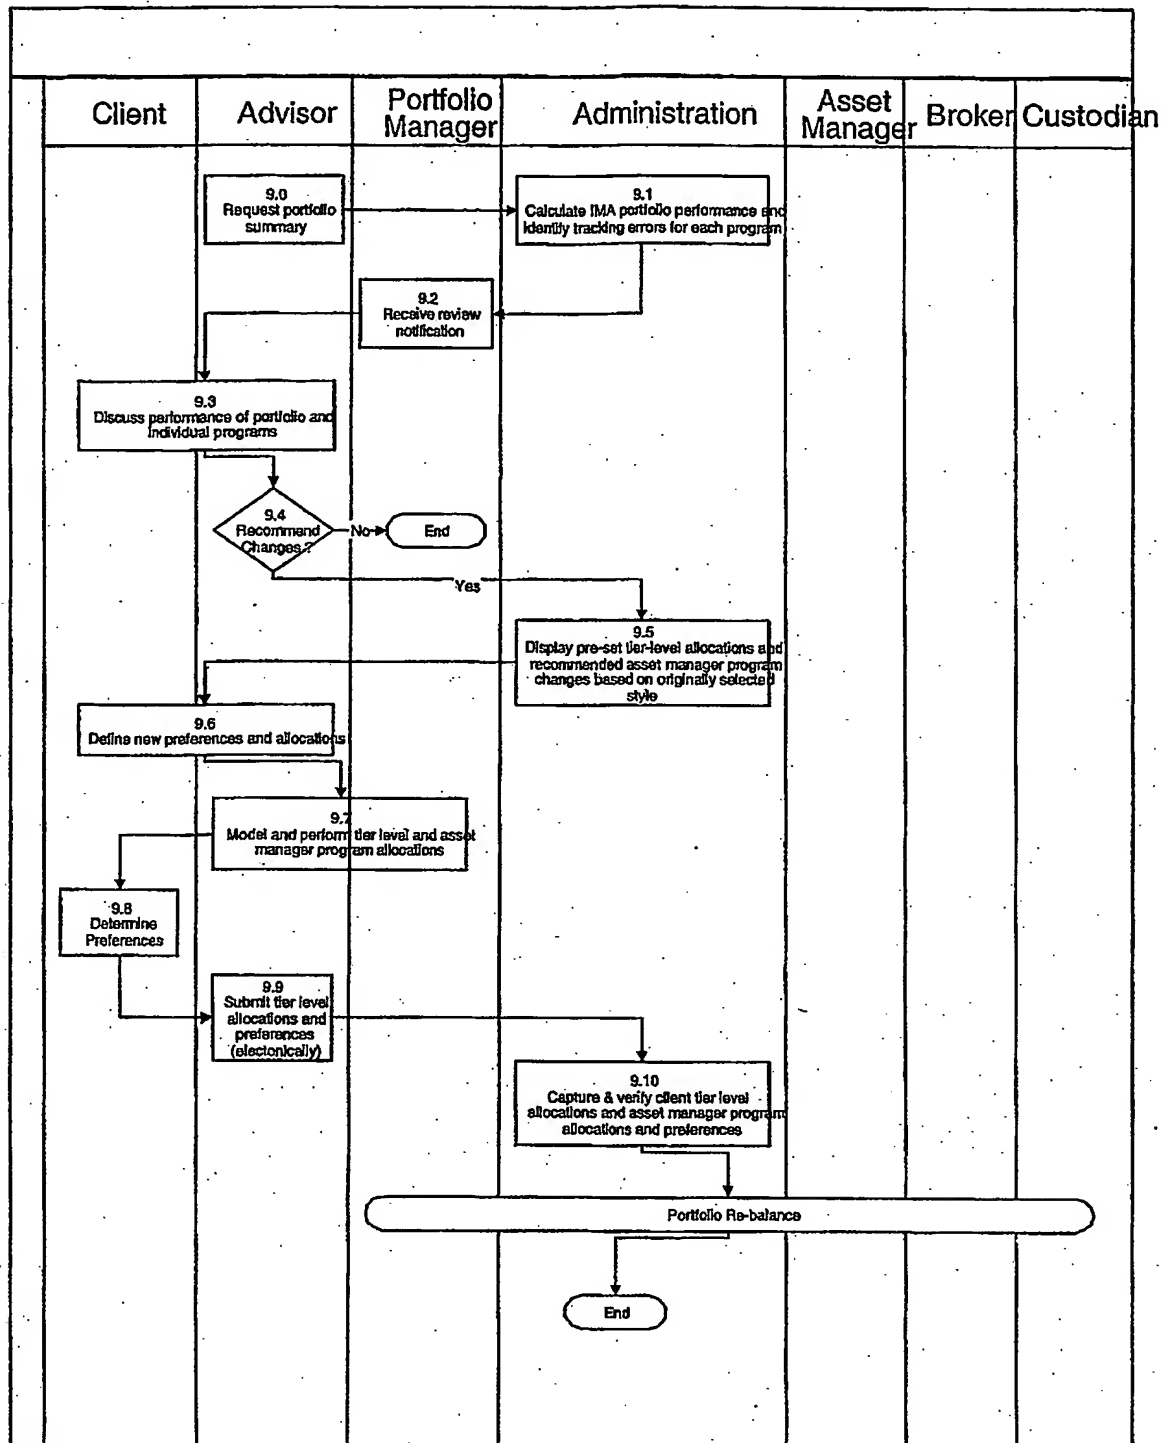 Client
Advisor
Portfolio
Manager
Administration
Asset
Manager
Broker
Custodian
9.0
Request portfolio
summary
9.1
Calculate IMA portfolio performance and
identify tracking errors for each program
9.2
Receive review
notification
9.3
Discuss performance of portfolio and
individual programs
9.4
Recommend
Changes ?
No
End
Yes
9.5
Display pre-set tier-level allocations and
recommended asset manager program
changes based on originally selected
style
9.6
Define new preferences and allocations
9.7
Model and perform tier level and asset
manager program allocations
9.8
Determine
Preferences
9.9
Submit tier level
allocations and
preferences
(electonically)
9.10
Capture & verify client tier level
allocations and asset manager program
allocations and preferences
Portfolio Re-balance
End